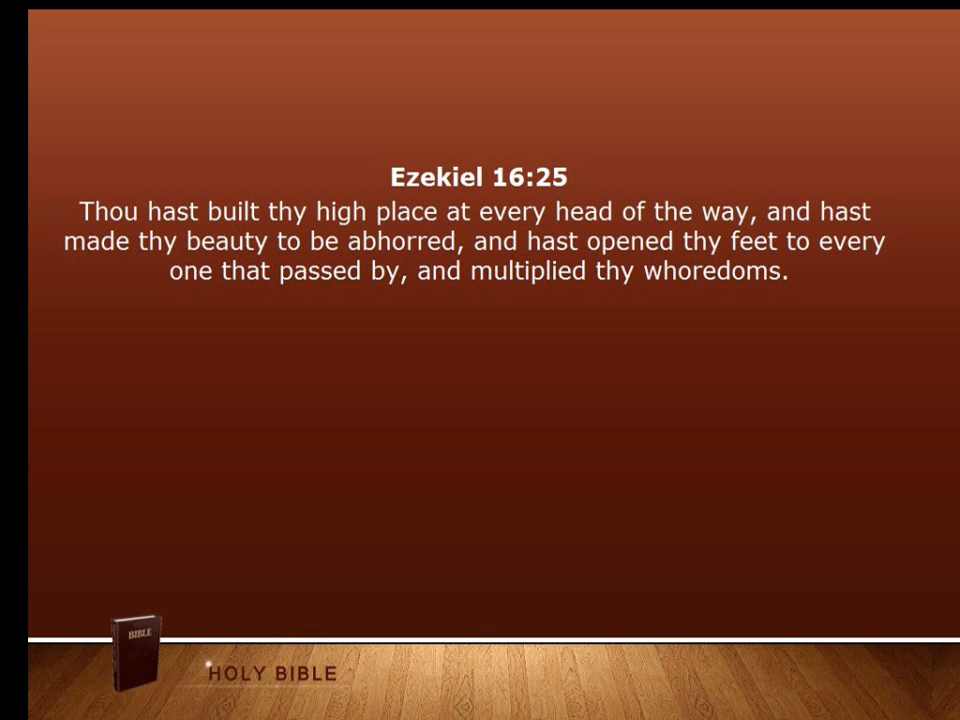 Ezekiel 16:25
Thou hast built thy high place at every head of the way, and hast
made thy beauty to be abhorred, and hast opened thy feet to every
one that passed by, and multiplied thy whoredoms.
BIBLE
HOLY BIBLE